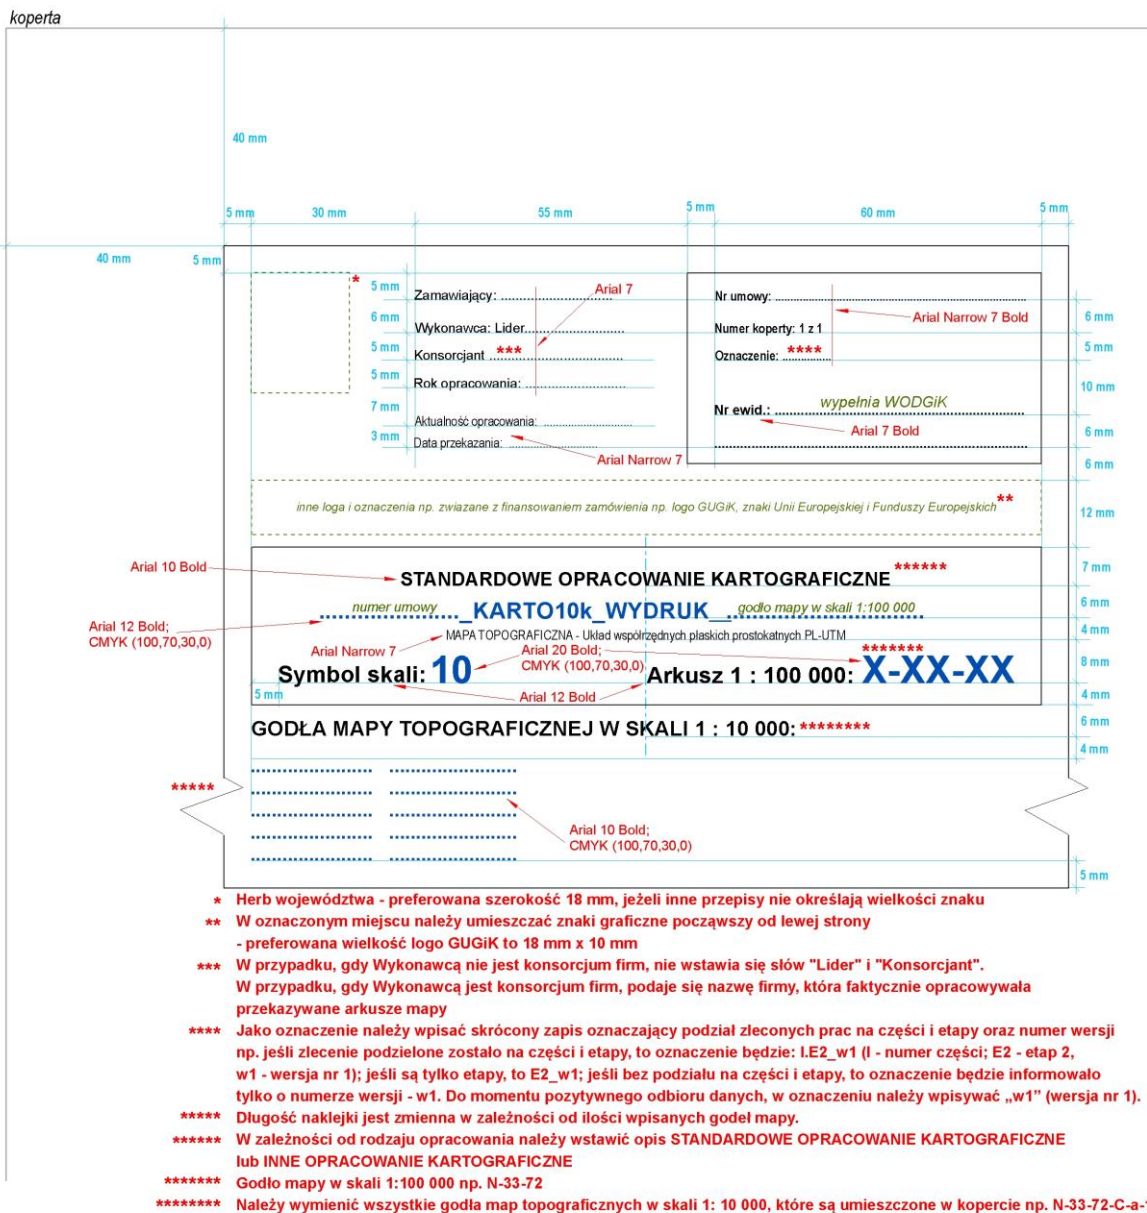 koperta
40 mm
5 mm 30 mm 55 mm 5 mm 60 mm 5 mm
40 mm 5 mm
*
5 mm
6 mm
5 mm
5 mm
7 mm
3 mm
Zamawiający: ..............................
Wykonawca: Lider..........................
Konsorcjant *** ..................................
Rok opracowania: ..........................
Aktualność opracowania: ..............................
Data przekazania: ..............................
Arial 7
Arial Narrow 7
Nr umowy: ..............................................................
Numer koperty: 1 z 1
Oznaczenie: **** ............
Arial Narrow 7 Bold
wypełnia WODGiK
Nr ewid.: ..............................................................
Arial 7 Bold
..............................................................................
6 mm
5 mm
10 mm
6 mm
6 mm
inne loga i oznaczenia np. zwiazane z finansowaniem zamówienia np. logo GUGiK, znaki Unii Europejskiej i Funduszy Europejskich **
12 mm
Arial 10 Bold
STANDARDOWE OPRACOWANIE KARTOGRAFICZNE ******
7 mm
numer umowy _KARTO10k_WYDRUK_ godło mapy w skali 1:100 000
6 mm
Arial 12 Bold;
CMYK (100,70,30,0)
MAPA TOPOGRAFICZNA - Układ współrzędnych płaskich prostokatnych PL-UTM
4 mm
Arial Narrow 7
Arial 20 Bold;
CMYK (100,70,30,0)
*******
Symbol skali: 10 Arkusz 1 : 100 000: X-XX-XX
8 mm
5 mm
Arial 12 Bold
4 mm
GODŁA MAPY TOPOGRAFICZNEJ W SKALI 1 : 10 000: ********
6 mm
4 mm
*****
Arial 10 Bold;
CMYK (100,70,30,0)
5 mm
* Herb województwa - preferowana szerokość 18 mm, jeżeli inne przepisy nie określają wielkości znaku
** W oznaczonym miejscu należy umieszczać znaki graficzne począwszy od lewej strony
- preferowana wielkość logo GUGiK to 18 mm x 10 mm
*** W przypadku, gdy Wykonawcą nie jest konsorcjum firm, nie wstawia się słów "Lider" i "Konsorcjant".
W przypadku, gdy Wykonawcą jest konsorcjum firm, podaje się nazwę firmy, która faktycznie opracowywała
przekazywane arkusze mapy
**** Jako oznaczenie należy wpisać skrócony zapis oznaczający podział zleconych prac na części i etapy oraz numer wersji
np. jeśli zlecenie podzielone zostało na części i etapy, to oznaczenie będzie: I.E2_w1 (I - numer części; E2 - etap 2,
w1 - wersja nr 1); jeśli są tylko etapy, to E2_w1; jeśli bez podziału na części i etapy, to oznaczenie będzie informowało
tylko o numerze wersji - w1. Do momentu pozytywnego odbioru danych, w oznaczeniu należy wpisywać „w1” (wersja nr 1).
***** Długość naklejki jest zmienna w zależności od ilości wpisanych godeł mapy.
****** W zależności od rodzaju opracowania należy wstawić opis STANDARDOWE OPRACOWANIE KARTOGRAFICZNE
lub INNE OPRACOWANIE KARTOGRAFICZNE
******* Godło mapy w skali 1:100 000 np. N-33-72
******** Należy wymienić wszystkie godła map topograficznych w skali 1: 10 000, które są umieszczone w kopercie np. N-33-72-C-a-